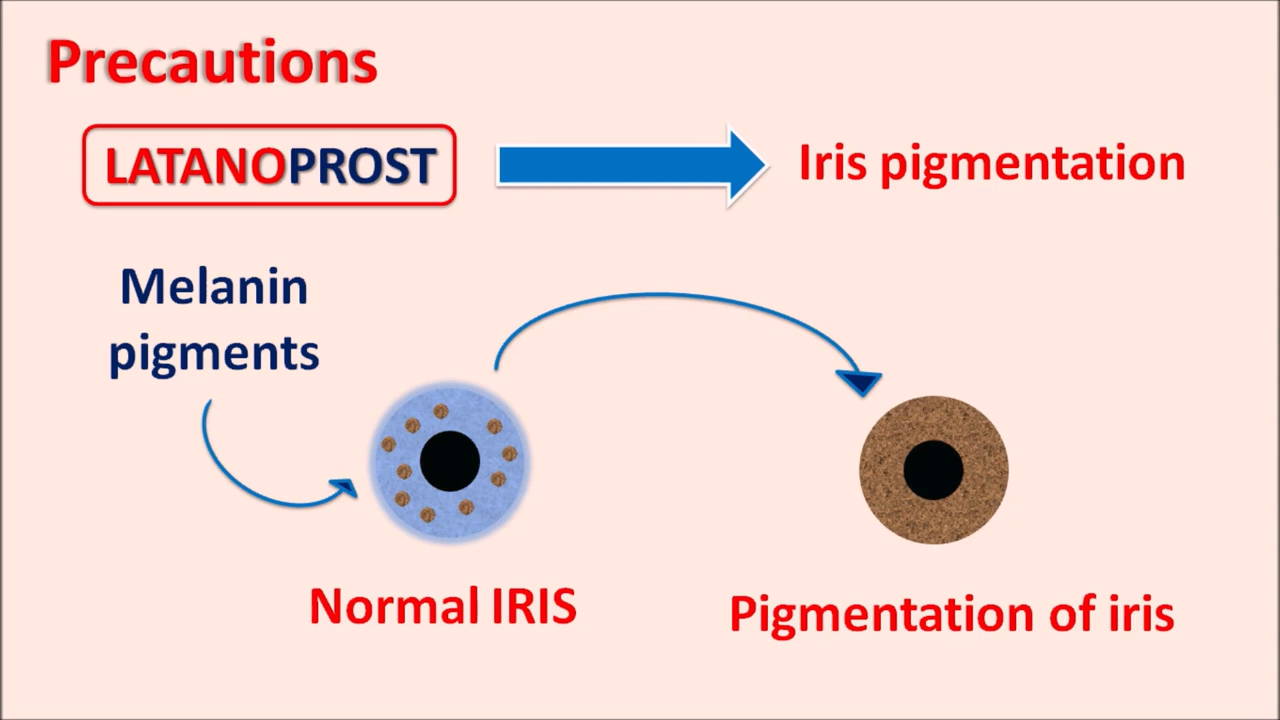 Precautions
LATANOPROST
Iris pigmentation
Melanin
pigments
Normal IRIS
Pigmentation of iris